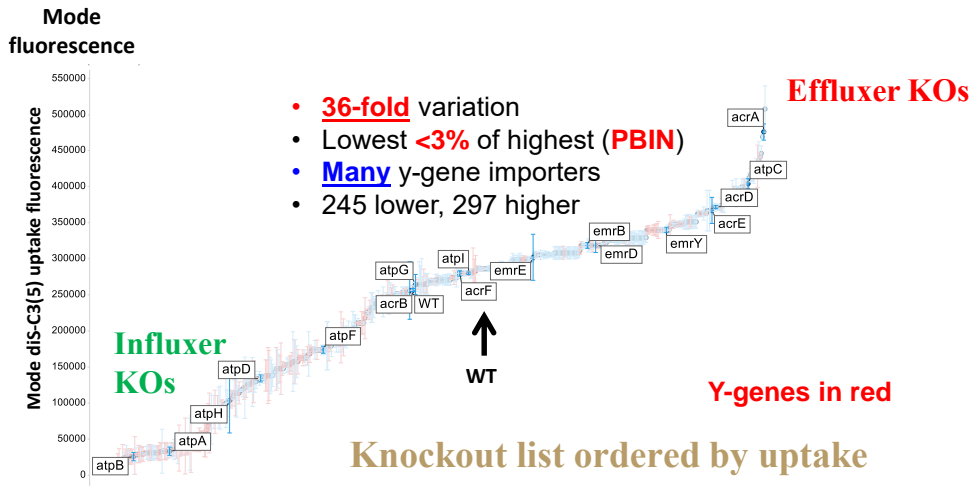 Mode
fluorescence
Mode diS-C3(5) uptake fluorescence
550000
500000
450000
400000
350000
300000
250000
200000
150000
100000
50000
0
• 36-fold variation
• Lowest <3% of highest (PBIN)
• Many y-gene importers
• 245 lower, 297 higher
Effluxer KOs
acrA
atpC
acrD
acrE
emrB
emrY
emrD
emrE
atpI
atpG
acrF
acrB
WT
atpF
WT
Influxer
KOs
atpD
atpH
atpA
atpB
Y-genes in red
Knockout list ordered by uptake